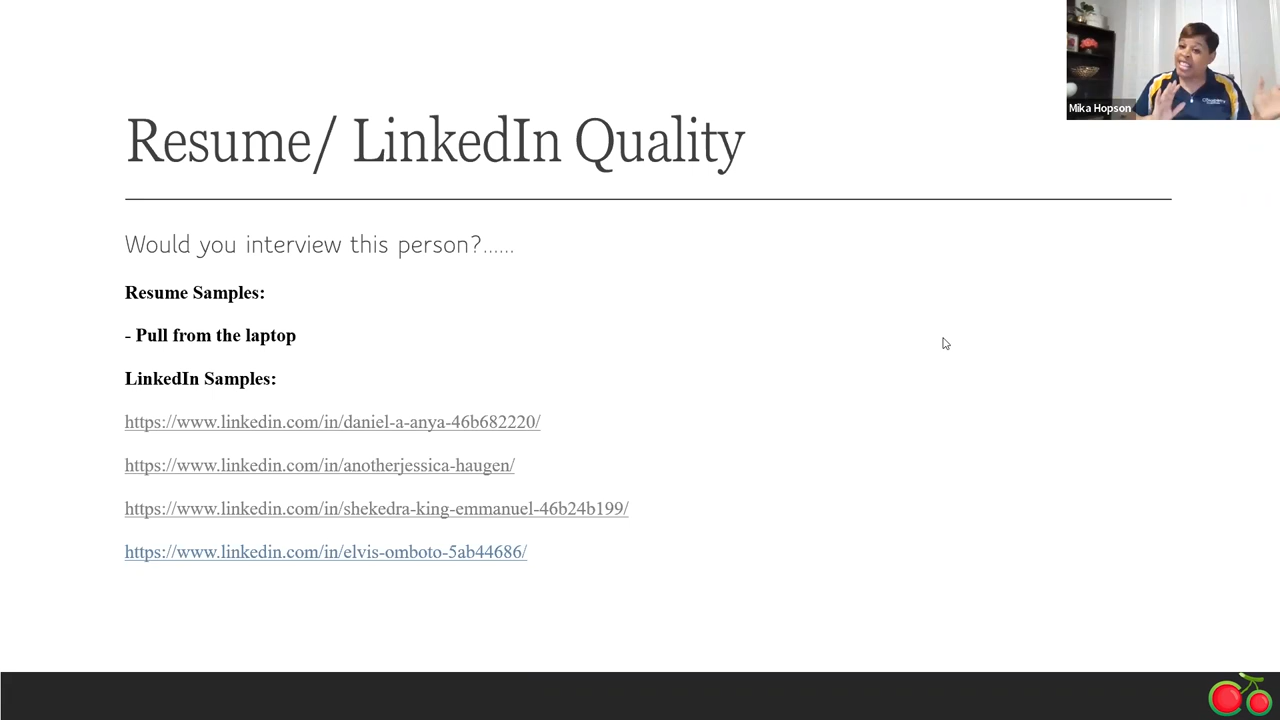 Mika Hopson
Resume/ LinkedIn Quality
Would you interview this person?......
Resume Samples:
- Pull from the laptop
LinkedIn Samples:
https://www.linkedin.com/in/daniel-a-anya-46b682220/
https://www.linkedin.com/in/anotherjessica-haugen/
https://www.linkedin.com/in/shekedra-king-emmanuel-46b24b199/
https://www.linkedin.com/in/elvis-omboto-5ab44686/